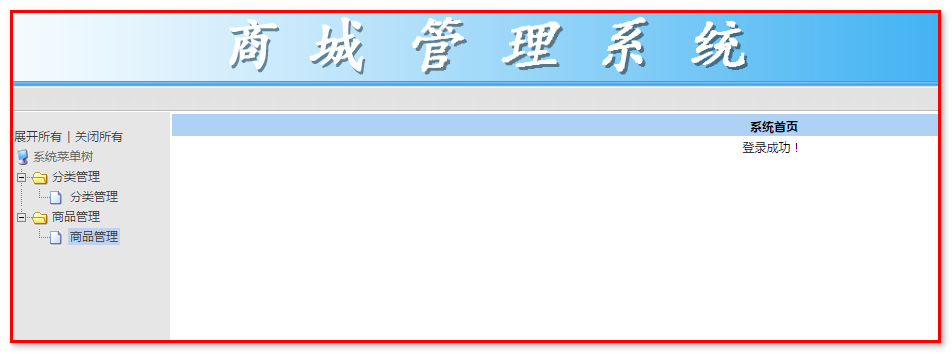 商城管理系统
展开所有 | 关闭所有
系统菜单树
分类管理
分类管理
商品管理
商品管理
系统首页
登录成功！